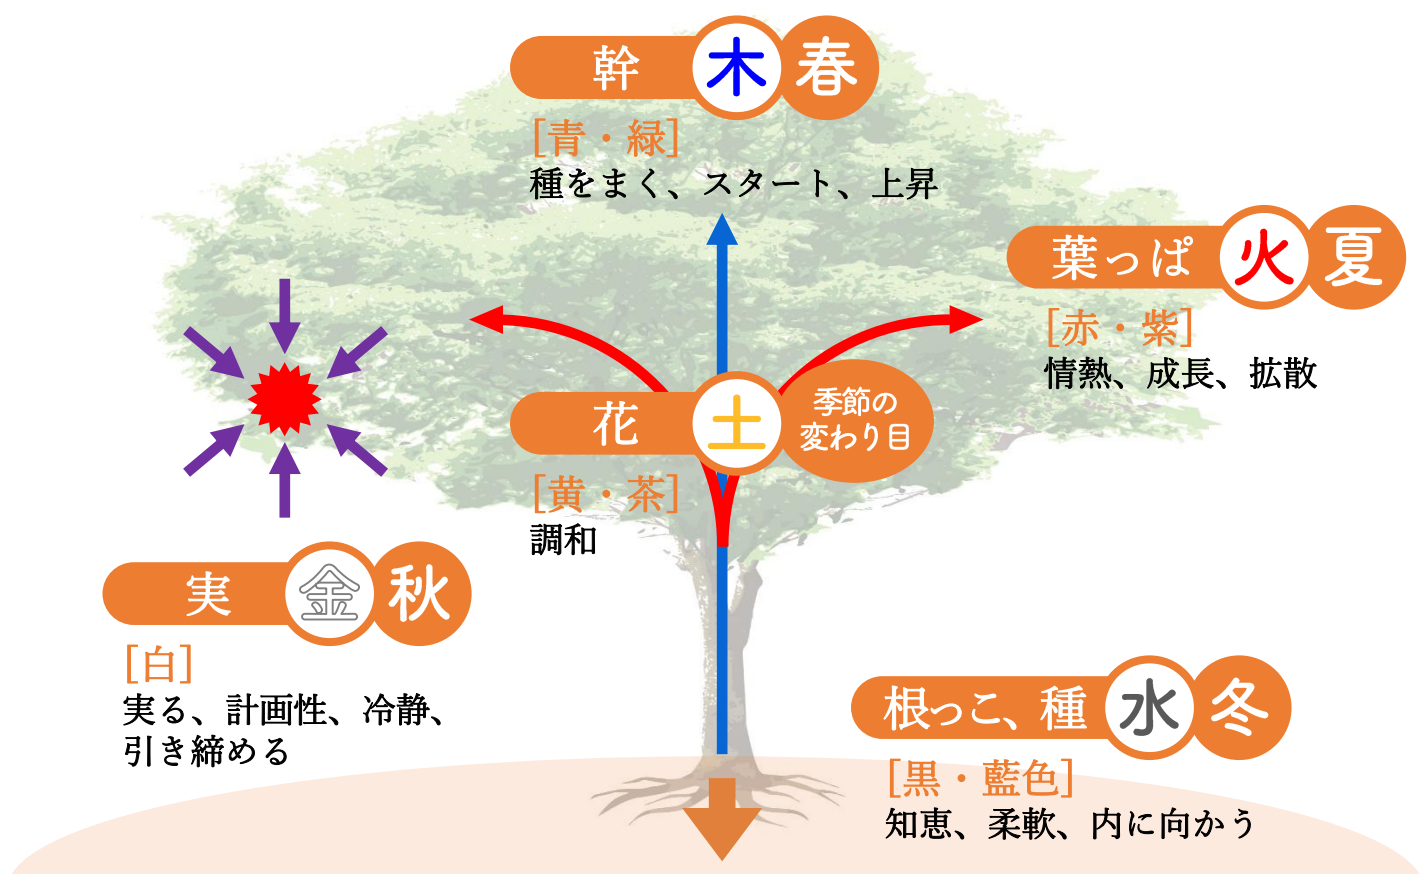 幹 木 春
[青・緑]
種をまく、スタート、上昇
葉っぱ 火 夏
[赤・紫]
情熱、成長、拡散
花 土 季節の
変わり目
[黄・茶]
調和
実 金 秋
[白]
実る、計画性、冷静、
引き締める
根っこ、種 水 冬
[黒・藍色]
知恵、柔軟、内に向かう